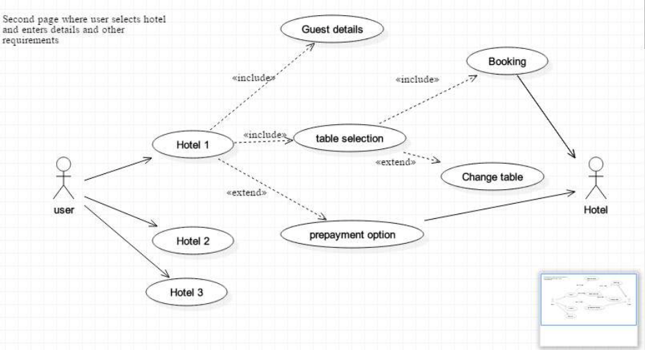 Second page where user selects hotel
and enters details and other
requirements
Guest details
Booking
«include»
«include»
Hotel 1
«include»
table selection
«extend»
Change table
user
«extend»
Hotel
prepayment option
Hotel 2
Hotel 3